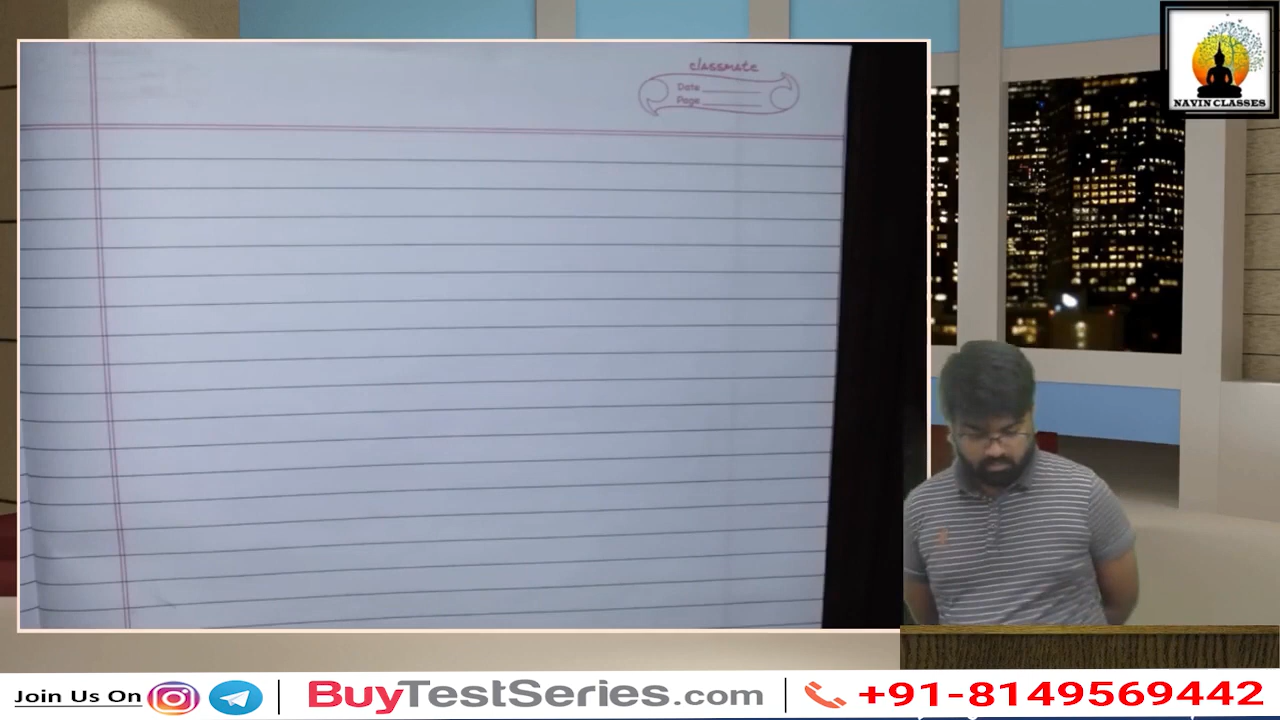 classmate
Date
Page
NAVIN CLASSES
Join Us On BuyTestSeries.com +91-8149569442